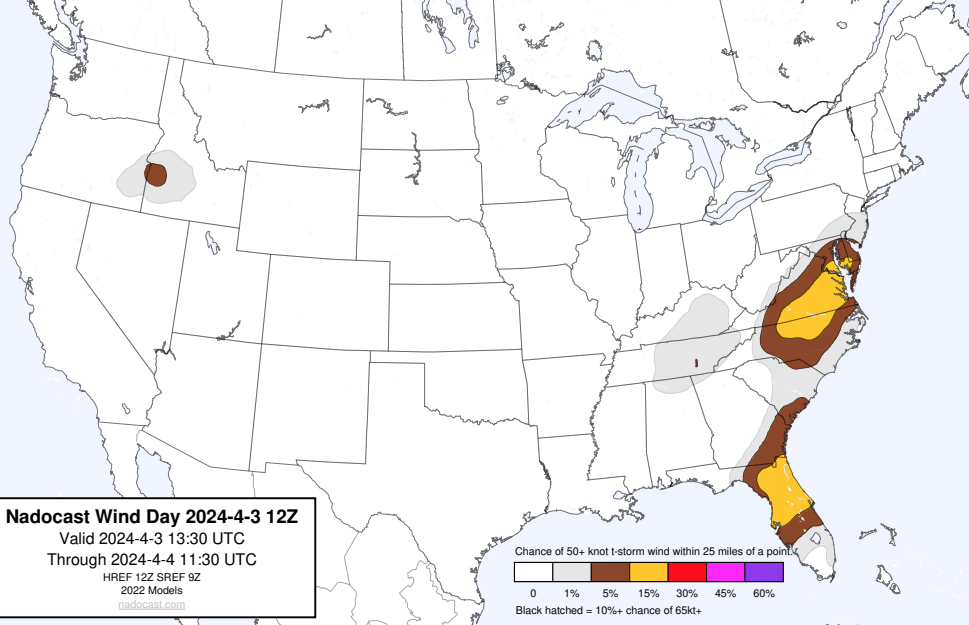 Nadocast Wind Day 2024-4-3 12Z
Valid 2024-4-3 13:30 UTC
Through 2024-4-4 11:30 UTC
HREF 12Z SREF 9Z
2022 Models
nadocast.com
Chance of 50+ knot t-storm wind within 25 miles of a point.
0 1% 5% 15% 30% 45% 60%
Black hatched = 10%+ chance of 65kt+